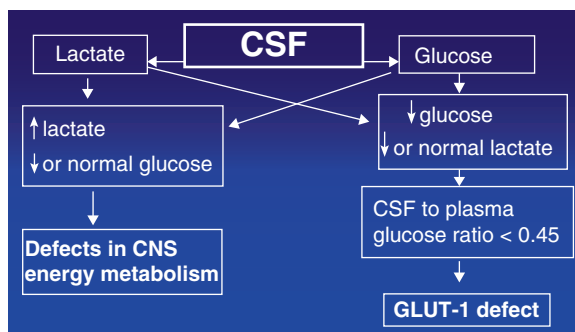 CSF
Lactate
Glucose
↑ lactate
↓ or normal glucose
↓ glucose
↓ or normal lactate
CSF to plasma
glucose ratio < 0.45
Defects in CNS
energy metabolism
GLUT-1 defect